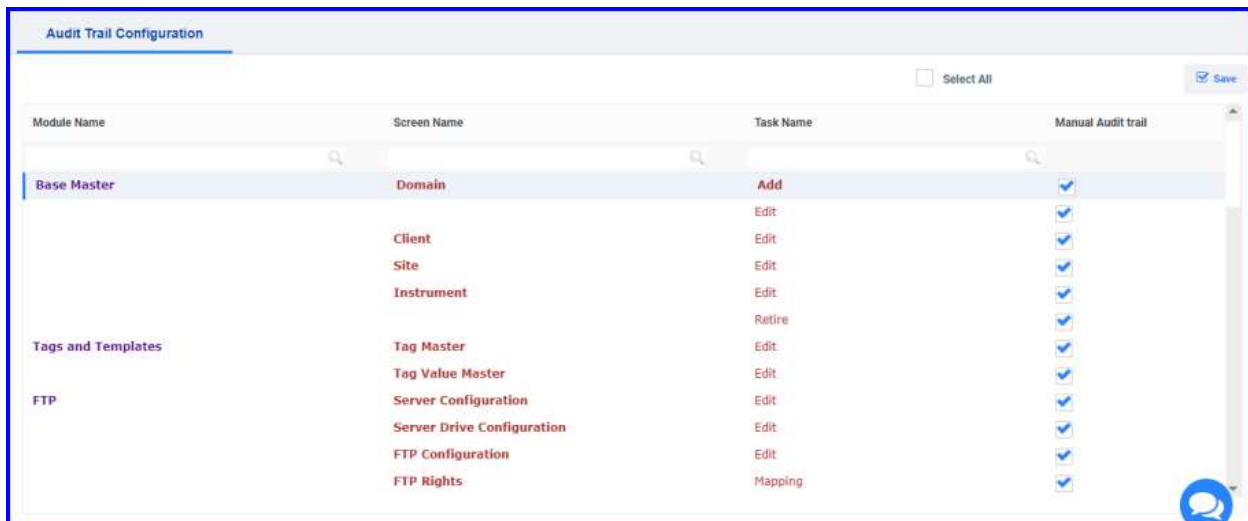 Audit Trail Configuration
Select All Save
Module Name Screen Name Task Name Manual Audit trail
Base Master Domain Add
Edit
Client Edit
Site Edit
Instrument Edit
Retire
Tags and Templates Tag Master Edit
Tag Value Master Edit
FTP Server Configuration Edit
Server Drive Configuration Edit
FTP Configuration Edit
FTP Rights Mapping